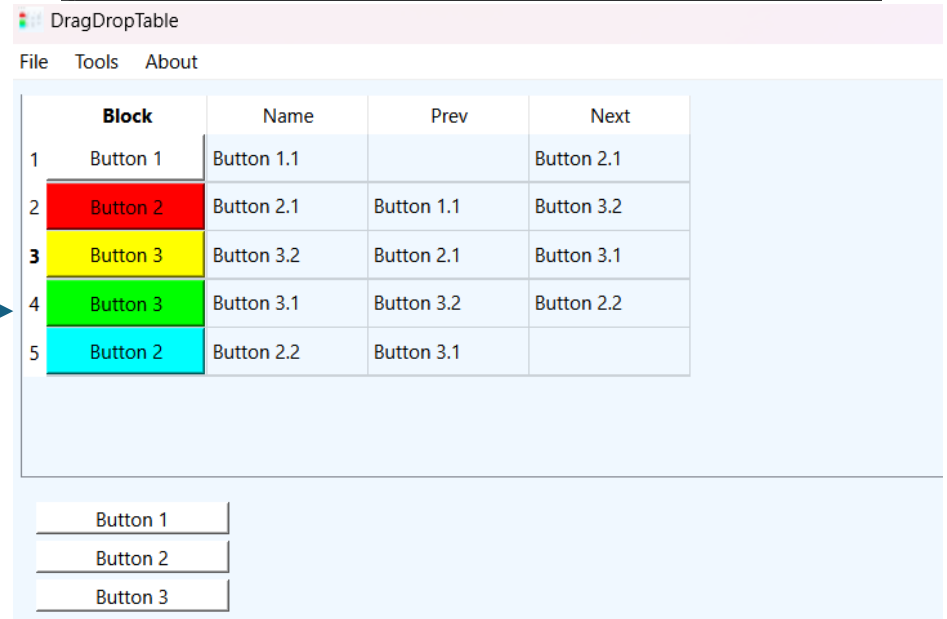 DragDropTable
File Tools About
Block Name Prev Next
1 Button 1 Button 1.1 Button 2.1
2 Button 2 Button 2.1 Button 1.1 Button 3.2
3 Button 3 Button 3.2 Button 2.1 Button 3.1
4 Button 3 Button 3.1 Button 3.2 Button 2.2
5 Button 2 Button 2.2 Button 3.1
Button 1
Button 2
Button 3